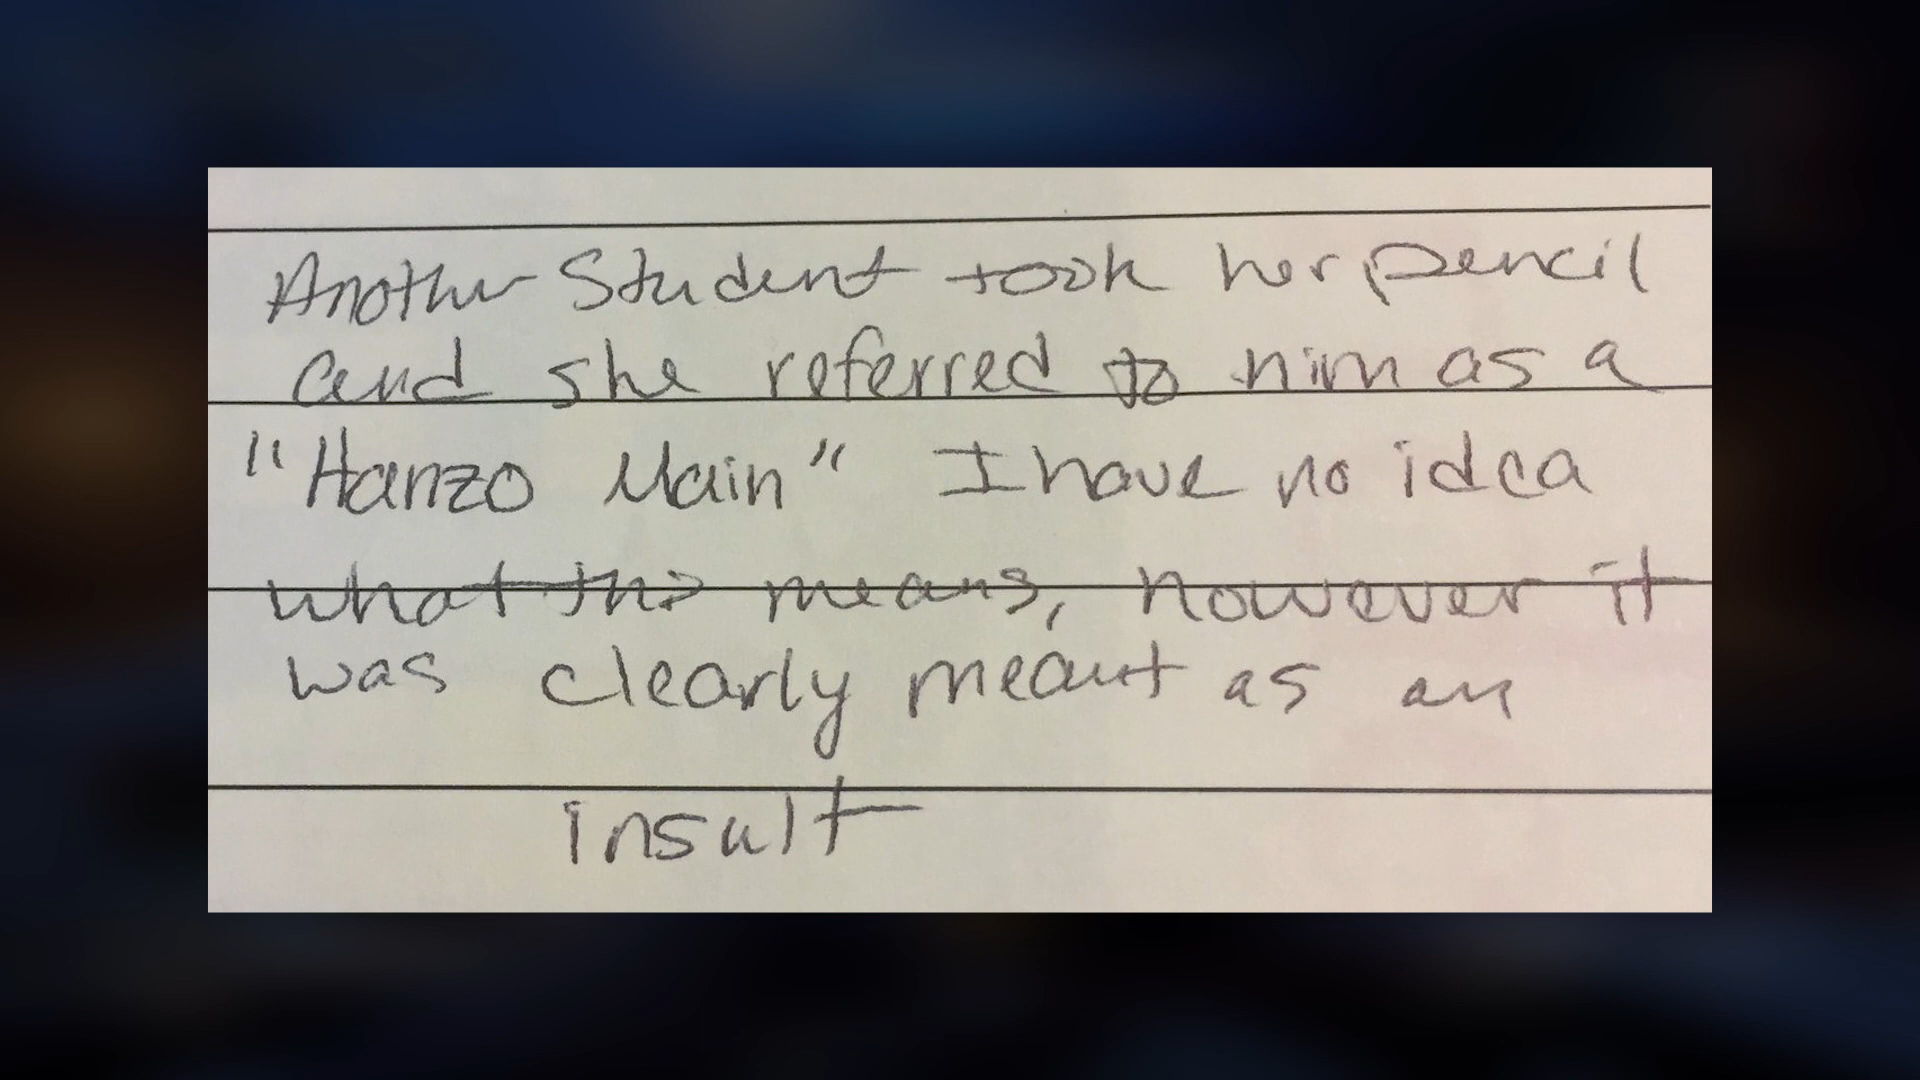 Another Student took her pencil
and she referred to him as a
"Hanzo Main" I have no idea
what this means, however it
was clearly meant as an
insult